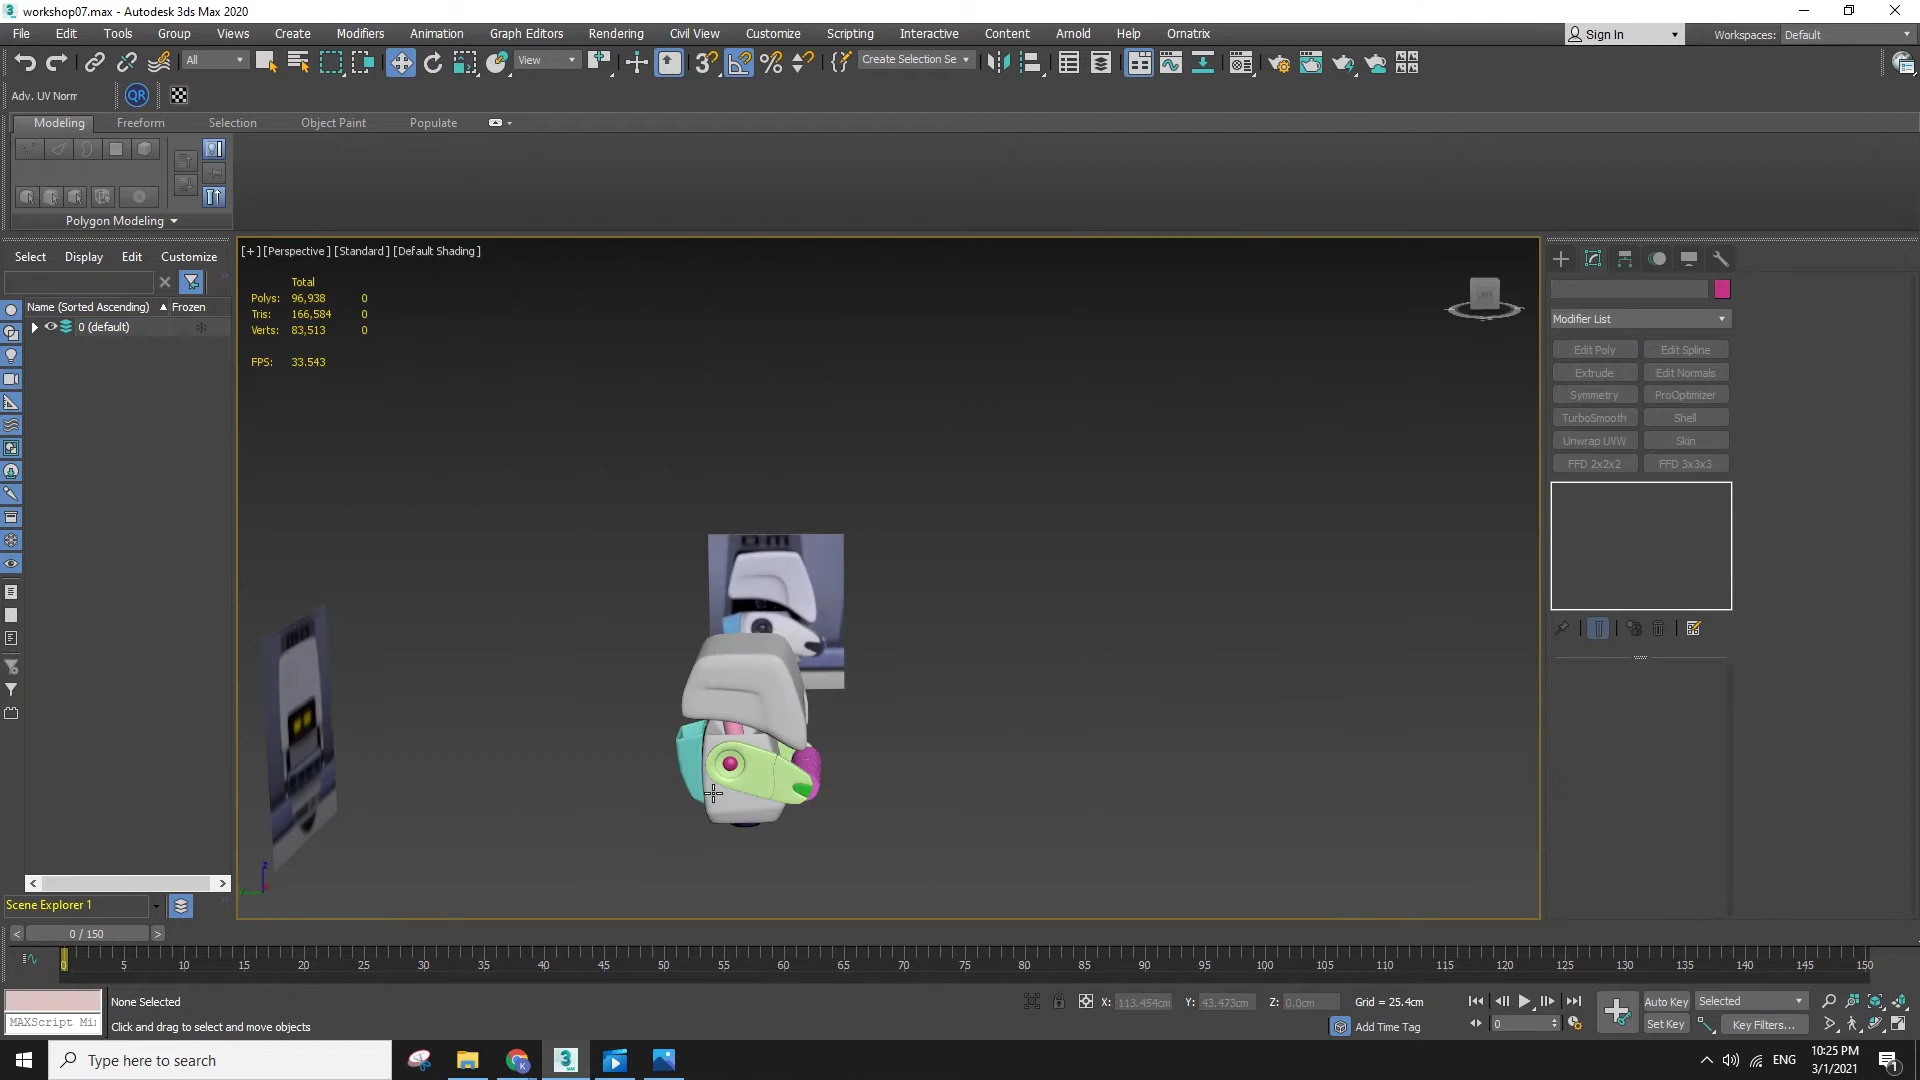 workshop07.max - Autodesk 3ds Max 2020
File Edit Tools Group Views Create Modifiers Animation Graph Editors Rendering Civil View Customize Scripting Interactive Content Arnold Help Ornatrix Sign In Workspaces: Default
All View Create Selection Se
Adv. UV Norm QR
Modeling Freeform Selection Object Paint Populate
Polygon Modeling
Select Display Edit Customize
Name (Sorted Ascending) Frozen
0 (default)
[+] [Perspective] [Standard] [Default Shading]
Total
Polys: 96,938 0
Tris: 166,584 0
Verts: 83,513 0
FPS: 33.543
LEFT
Modifier List
Edit Poly Edit Spline
Extrude Edit Normals
Symmetry ProOptimizer
TurboSmooth Shell
Unwrap UVW Skin
FFD 2x2x2 FFD 3x3x3
z
y
Scene Explorer 1
< 0 / 150 >
0 5 10 15 20 25 30 35 40 45 50 55 60 65 70 75 80 85 90 95 100 105 110 115 120 125 130 135 140 145 150
None Selected X: 113.454cm Y: 43.473cm Z: 0.0cm Grid = 25.4cm Auto Key Selected
MAXScript Mi Click and drag to select and move objects Add Time Tag 0 Set Key Key Filters...
Type here to search
ENG 10:25 PM
3/1/2021
1